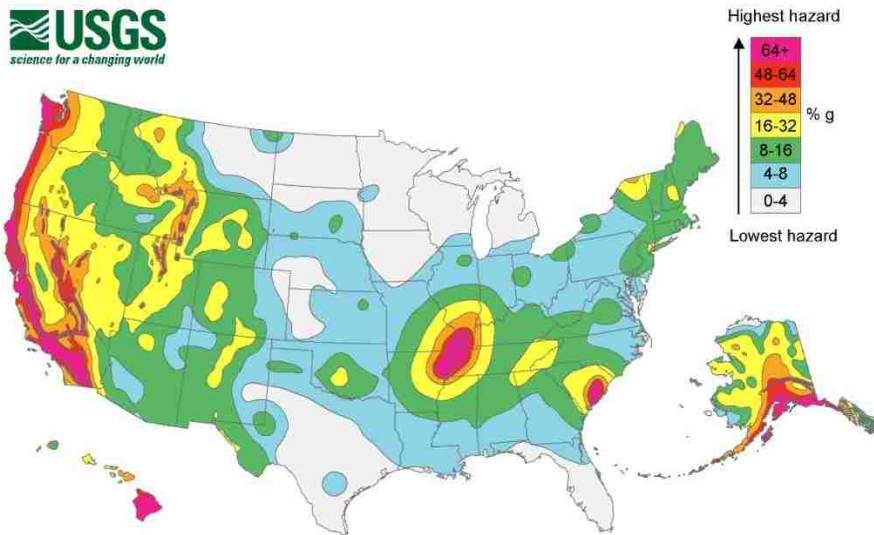 USGS
science for a changing world
Highest hazard
64+
48-64
32-48
16-32
8-16
4-8
0-4
% g
Lowest hazard